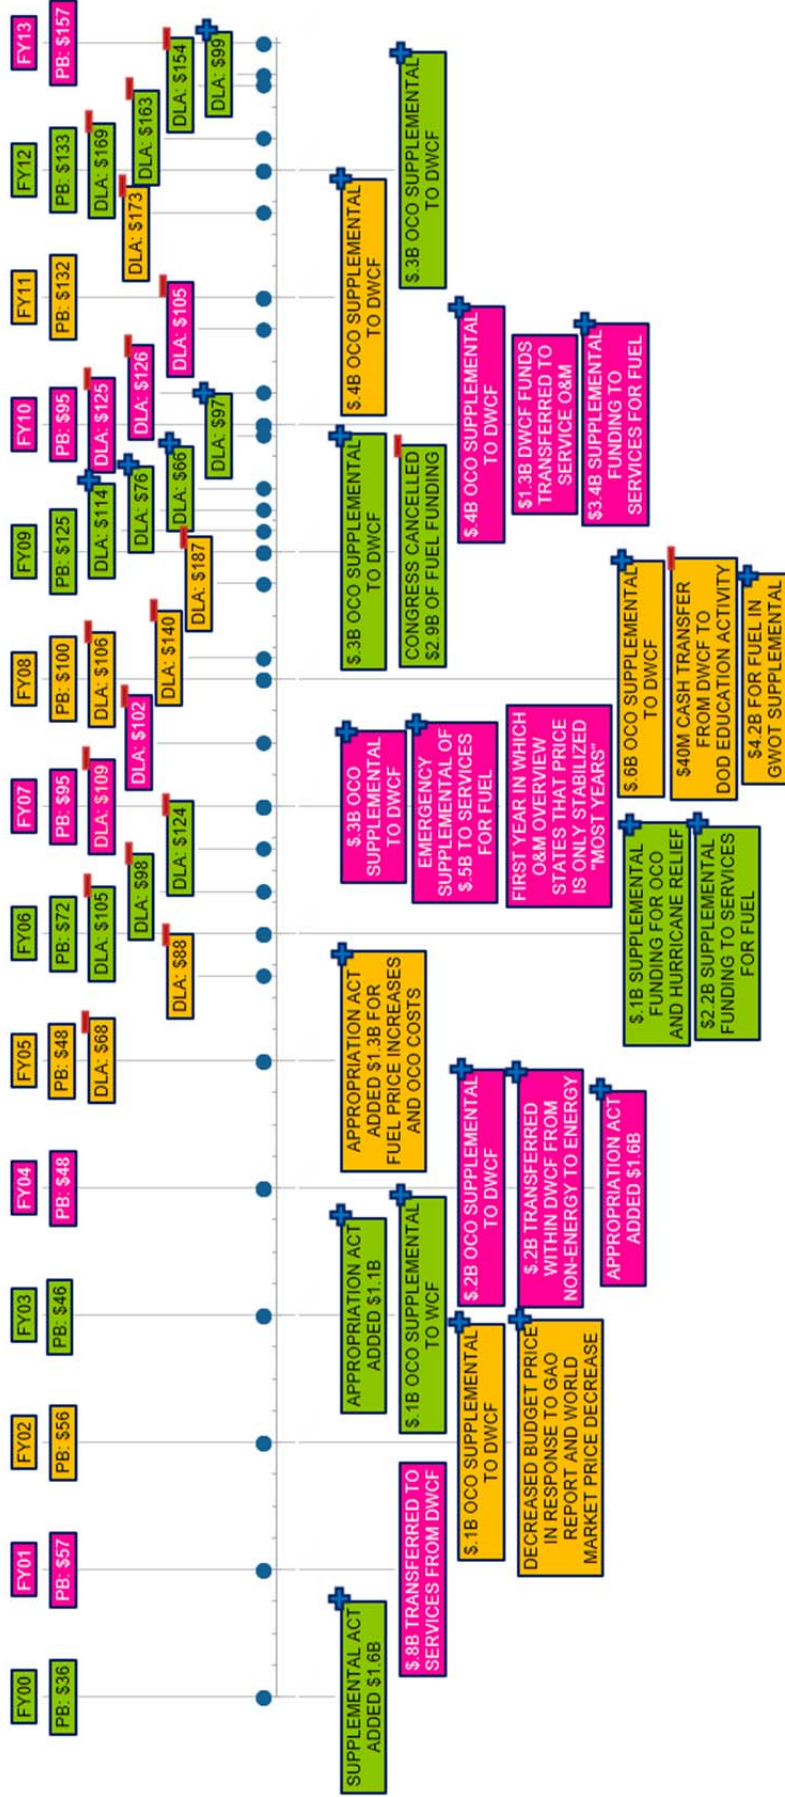 FY00
FY01
FY02
FY03
FY04
FY05
FY06
FY07
FY08
FY09
FY10
FY11
FY12
FY13
PB: $36
PB: $57
PB: $56
PB: $46
PB: $48
PB: $48
PB: $72
PB: $95
PB: $100
PB: $125
PB: $95
PB: $132
PB: $133
PB: $157
DLA: $68
DLA: $105
DLA: $109
DLA: $106
DLA: $114
DLA: $125
DLA: $169
DLA: $98
DLA: $102
DLA: $76
DLA: $126
DLA: $173
DLA: $163
DLA: $88
DLA: $124
DLA: $140
DLA: $66
DLA: $105
DLA: $154
DLA: $187
DLA: $97
DLA: $99
SUPPLEMENTAL ACT
ADDED $1.6B
$.8B TRANSFERRED TO
SERVICES FROM DWCF
$.1B OCO SUPPLEMENTAL
TO DWCF
DECREASED BUDGET PRICE
IN RESPONSE TO GAO
REPORT AND WORLD
MARKET PRICE DECREASE
APPROPRIATION ACT
ADDED $1.1B
$.1B OCO SUPPLEMENTAL
TO WCF
$.2B OCO SUPPLEMENTAL
TO DWCF
$.2B TRANSFERRED
WITHIN DWCF FROM
NON-ENERGY TO ENERGY
APPROPRIATION ACT
ADDED $1.6B
APPROPRIATION ACT
ADDED $1.3B FOR
FUEL PRICE INCREASES
AND OCO COSTS
$.1B SUPPLEMENTAL
FUNDING FOR OCO
AND HURRICANE RELIEF
$2.2B SUPPLEMENTAL
FUNDING TO SERVICES
FOR FUEL
$.3B OCO
SUPPLEMENTAL
TO DWCF
EMERGENCY
SUPPLEMENTAL OF
$.5B TO SERVICES
FOR FUEL
FIRST YEAR IN WHICH
O&M OVERVIEW
STATES THAT PRICE
IS ONLY STABILIZED
"MOST YEARS"
$.6B OCO SUPPLEMENTAL
TO DWCF
$40M CASH TRANSFER
FROM DWCF TO
DOD EDUCATION ACTIVITY
$4.2B FOR FUEL IN
GWOT SUPPLEMENTAL
$.3B OCO SUPPLEMENTAL
TO DWCF
CONGRESS CANCELLED
$2.9B OF FUEL FUNDING
$.4B OCO SUPPLEMENTAL
TO DWCF
$1.3B DWCF FUNDS
TRANSFERRED TO
SERVICE O&M
$3.4B SUPPLEMENTAL
FUNDING TO
SERVICES FOR FUEL
$.4B OCO SUPPLEMENTAL
TO DWCF
$.3B OCO SUPPLEMENTAL
TO DWCF